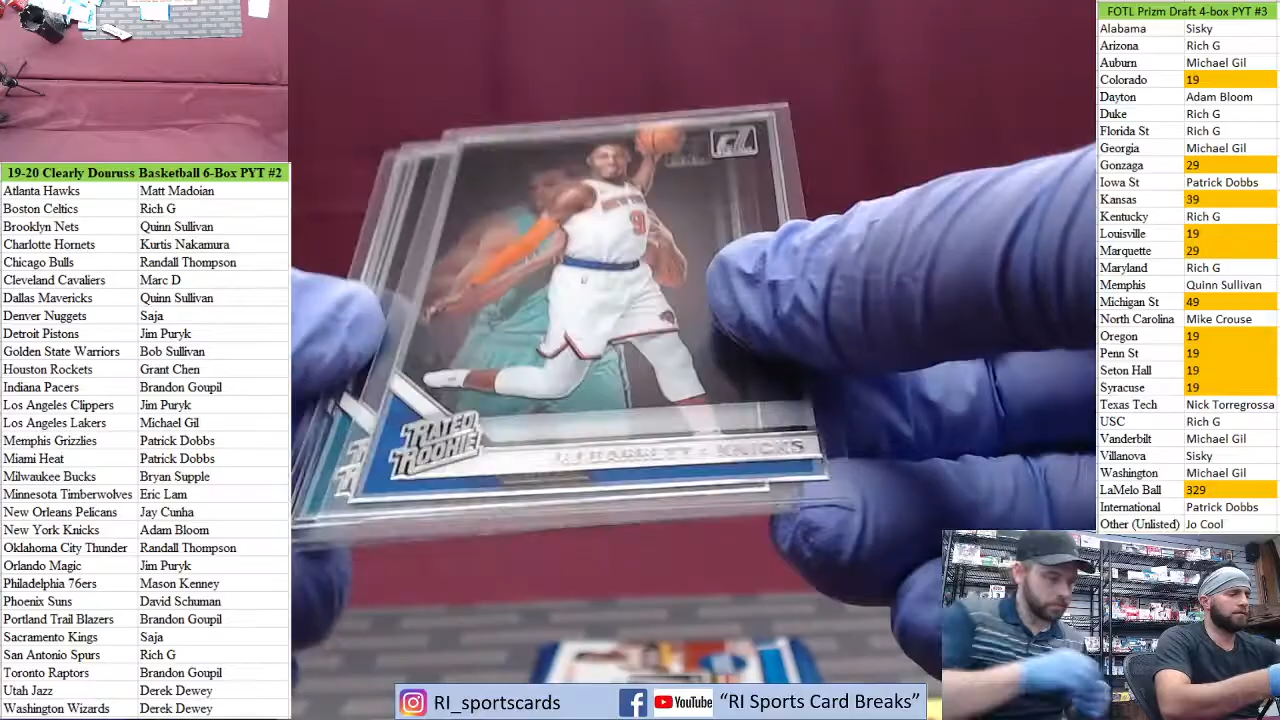 19-20 Clearly Donruss Basketball 6-Box PYT #2
Atlanta Hawks Matt Madoian
Boston Celtics Rich G
Brooklyn Nets Quinn Sullivan
Charlotte Hornets Kurtis Nakamura
Chicago Bulls Randall Thompson
Cleveland Cavaliers Marc D
Dallas Mavericks Quinn Sullivan
Denver Nuggets Saja
Detroit Pistons Jim Puryk
Golden State Warriors Bob Sullivan
Houston Rockets Grant Chen
Indiana Pacers Brandon Goupil
Los Angeles Clippers Jim Puryk
Los Angeles Lakers Michael Gil
Memphis Grizzlies Patrick Dobbs
Miami Heat Patrick Dobbs
Milwaukee Bucks Bryan Supple
Minnesota Timberwolves Eric Lam
New Orleans Pelicans Jay Cunha
New York Knicks Adam Bloom
Oklahoma City Thunder Randall Thompson
Orlando Magic Jim Puryk
Philadelphia 76ers Mason Kenney
Phoenix Suns David Schuman
Portland Trail Blazers Brandon Goupil
Sacramento Kings Saja
San Antonio Spurs Rich G
Toronto Raptors Brandon Goupil
Utah Jazz Derek Dewey
Washington Wizards Derek Dewey
RATED
ROOKIE
RJ BARRETT KNICKS
RI_sportscards
YouTube "RI Sports Card Breaks"
FOTL Prizm Draft 4-box PYT #3
Alabama Sisky
Arizona Rich G
Auburn Michael Gil
Colorado 19
Dayton Adam Bloom
Duke Rich G
Florida St Rich G
Georgia Michael Gil
Gonzaga 29
Iowa St Patrick Dobbs
Kansas 39
Kentucky Rich G
Louisville 19
Marquette 29
Maryland Rich G
Memphis Quinn Sullivan
Michigan St 49
North Carolina Mike Crouse
Oregon 19
Penn St 19
Seton Hall 19
Syracuse 19
Texas Tech Nick Torregrossa
USC Rich G
Vanderbilt Michael Gil
Villanova Sisky
Washington Michael Gil
LaMelo Ball 329
International Patrick Dobbs
Other (Unlisted) Jo Cool